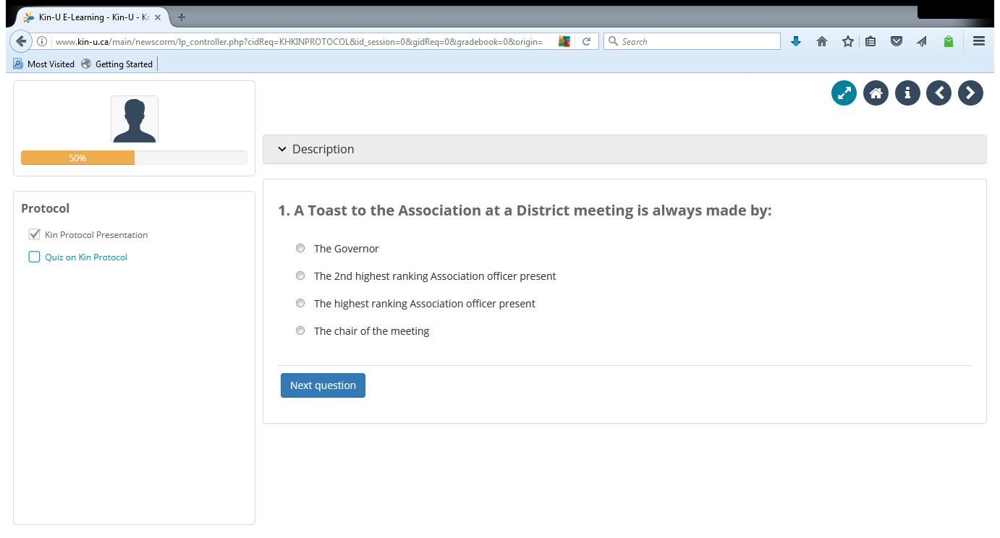 Kin-U E-Learning - Kin-U - Kr
www.kin-u.ca/main/newscorm/lp_controller.php?cidReq=KHKINPROTOCOL&id_session=0&gidReq=0&gradebook=0&origin=
Search
Most Visited
Getting Started
50%
Description
Protocol
Kin Protocol Presentation
Quiz on Kin Protocol
1. A Toast to the Association at a District meeting is always made by:
The Governor
The 2nd highest ranking Association officer present
The highest ranking Association officer present
The chair of the meeting
Next question